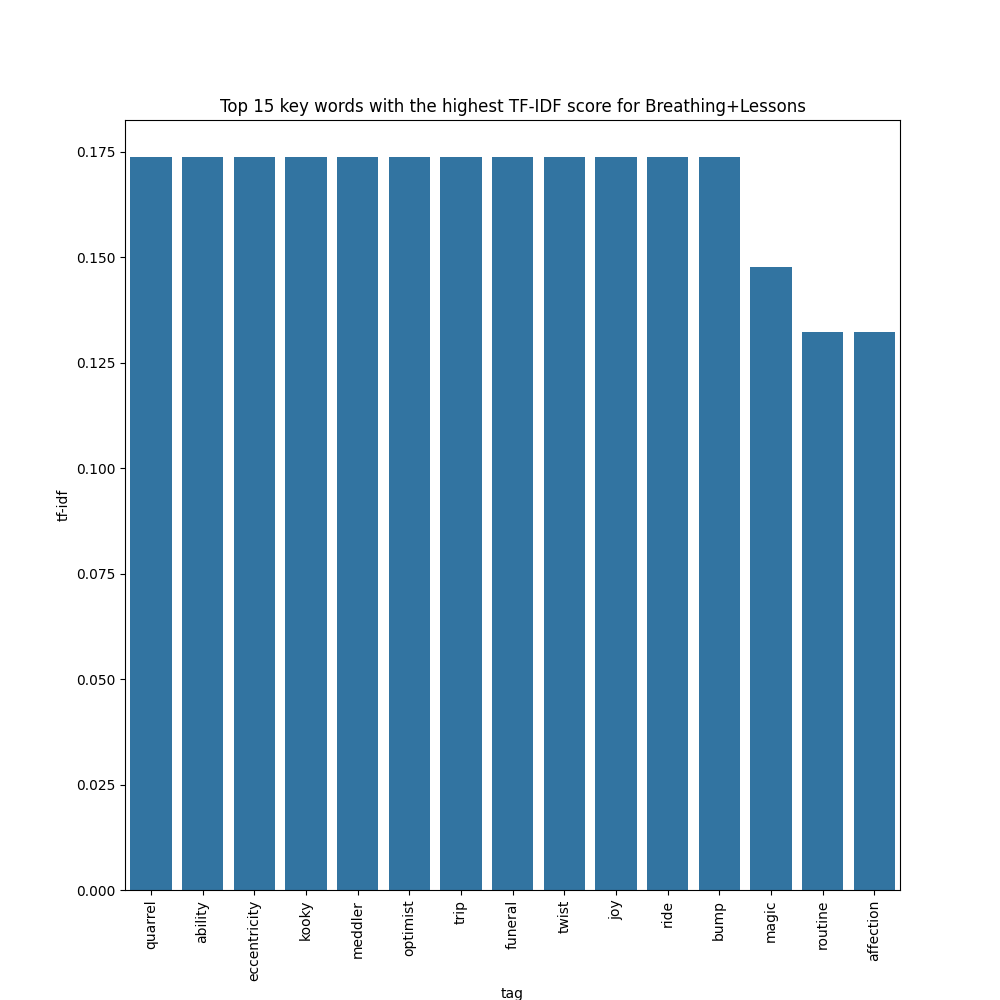 Top 15 key words with the highest TF-IDF score for Breathing+Lessons
0.175
0.150
0.125
0.100
0.075
0.050
0.025
0.000
tf-idf
quarrel
ability
eccentricity
kooky
meddler
optimist
trip
funeral
twist
joy
ride
bump
magic
routine
affection
tag